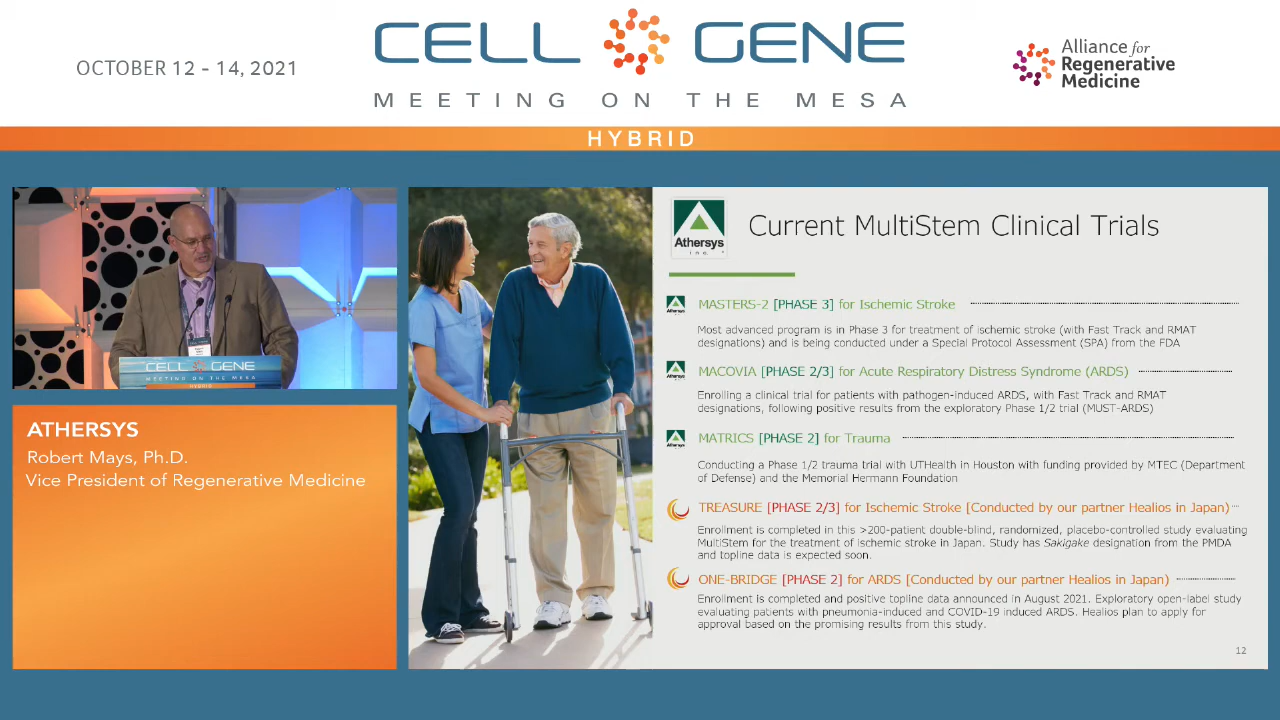 OCTOBER 12 - 14, 2021
CELL GENE
MEETING ON THE MESA
Alliance for
Regenerative
Medicine
HYBRID
CELL GENE
MEETING ON THE MESA
HYBRID
ATHERSYS
Robert Mays, Ph.D.
Vice President of Regenerative Medicine
Athersys
inc.
Current MultiStem Clinical Trials
MASTERS-2 [PHASE 3] for Ischemic Stroke
Most advanced program is in Phase 3 for treatment of ischemic stroke (with Fast Track and RMAT
designations) and is being conducted under a Special Protocol Assessment (SPA) from the FDA
MACOVIA [PHASE 2/3] for Acute Respiratory Distress Syndrome (ARDS)
Enrolling a clinical trial for patients with pathogen-induced ARDS, with Fast Track and RMAT
designations, following positive results from the exploratory Phase 1/2 trial (MUST-ARDS)
MATRICS [PHASE 2] for Trauma
Conducting a Phase 1/2 trauma trial with UTHealth in Houston with funding provided by MTEC (Department
of Defense) and the Memorial Hermann Foundation
TREASURE [PHASE 2/3] for Ischemic Stroke [Conducted by our partner Healios in Japan)
Enrollment is completed in this >200-patient double-blind, randomized, placebo-controlled study evaluating
MultiStem for the treatment of ischemic stroke in Japan. Study has Sakigake designation from the PMDA
and topline data is expected soon.
ONE-BRIDGE [PHASE 2] for ARDS [Conducted by our partner Healios in Japan)
Enrollment is completed and positive topline data announced in August 2021. Exploratory open-label study
evaluating patients with pneumonia-induced and COVID-19 induced ARDS. Healios plan to apply for
approval based on the promising results from this study.
12